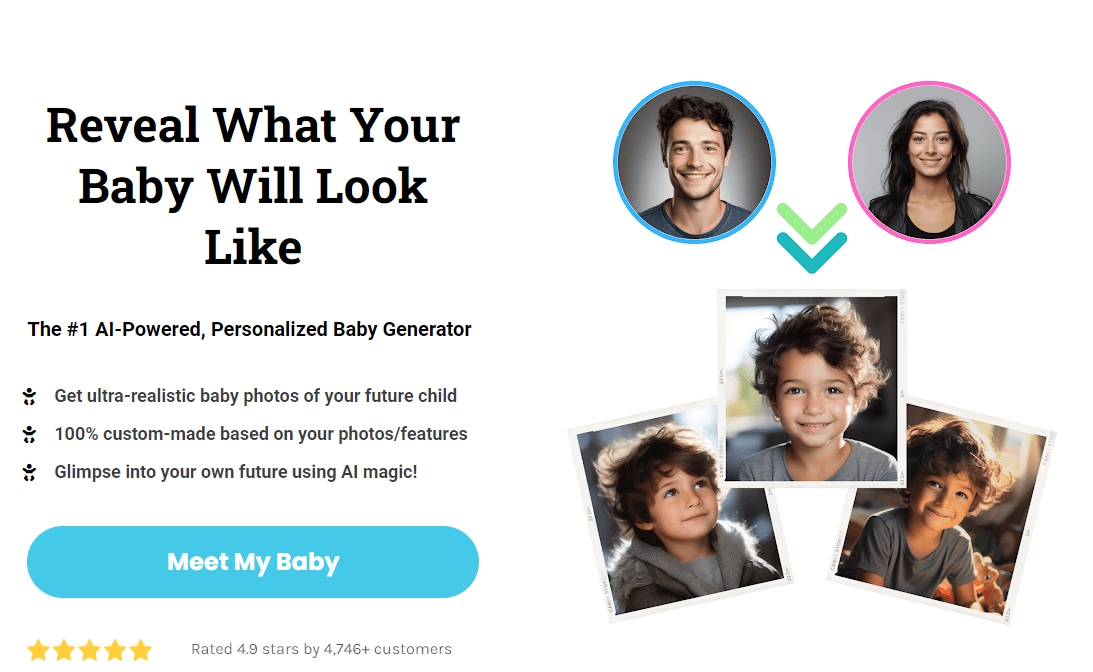 Reveal What Your
Baby Will Look
Like
The #1 AI-Powered, Personalized Baby Generator
Get ultra-realistic baby photos of your future child
100% custom-made based on your photos/features
Glimpse into your own future using AI magic!
Meet My Baby
Rated 4.9 stars by 4,746+ customers